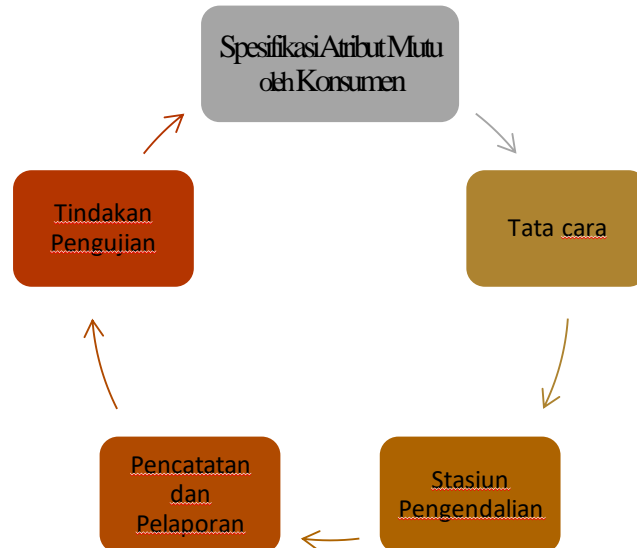 Spesifikasi Atribut Mutu
oleh Konsumen
Tata cara
Stasiun
Pengendalian
Pencatatan
dan
Pelaporan
Tindakan
Pengujian